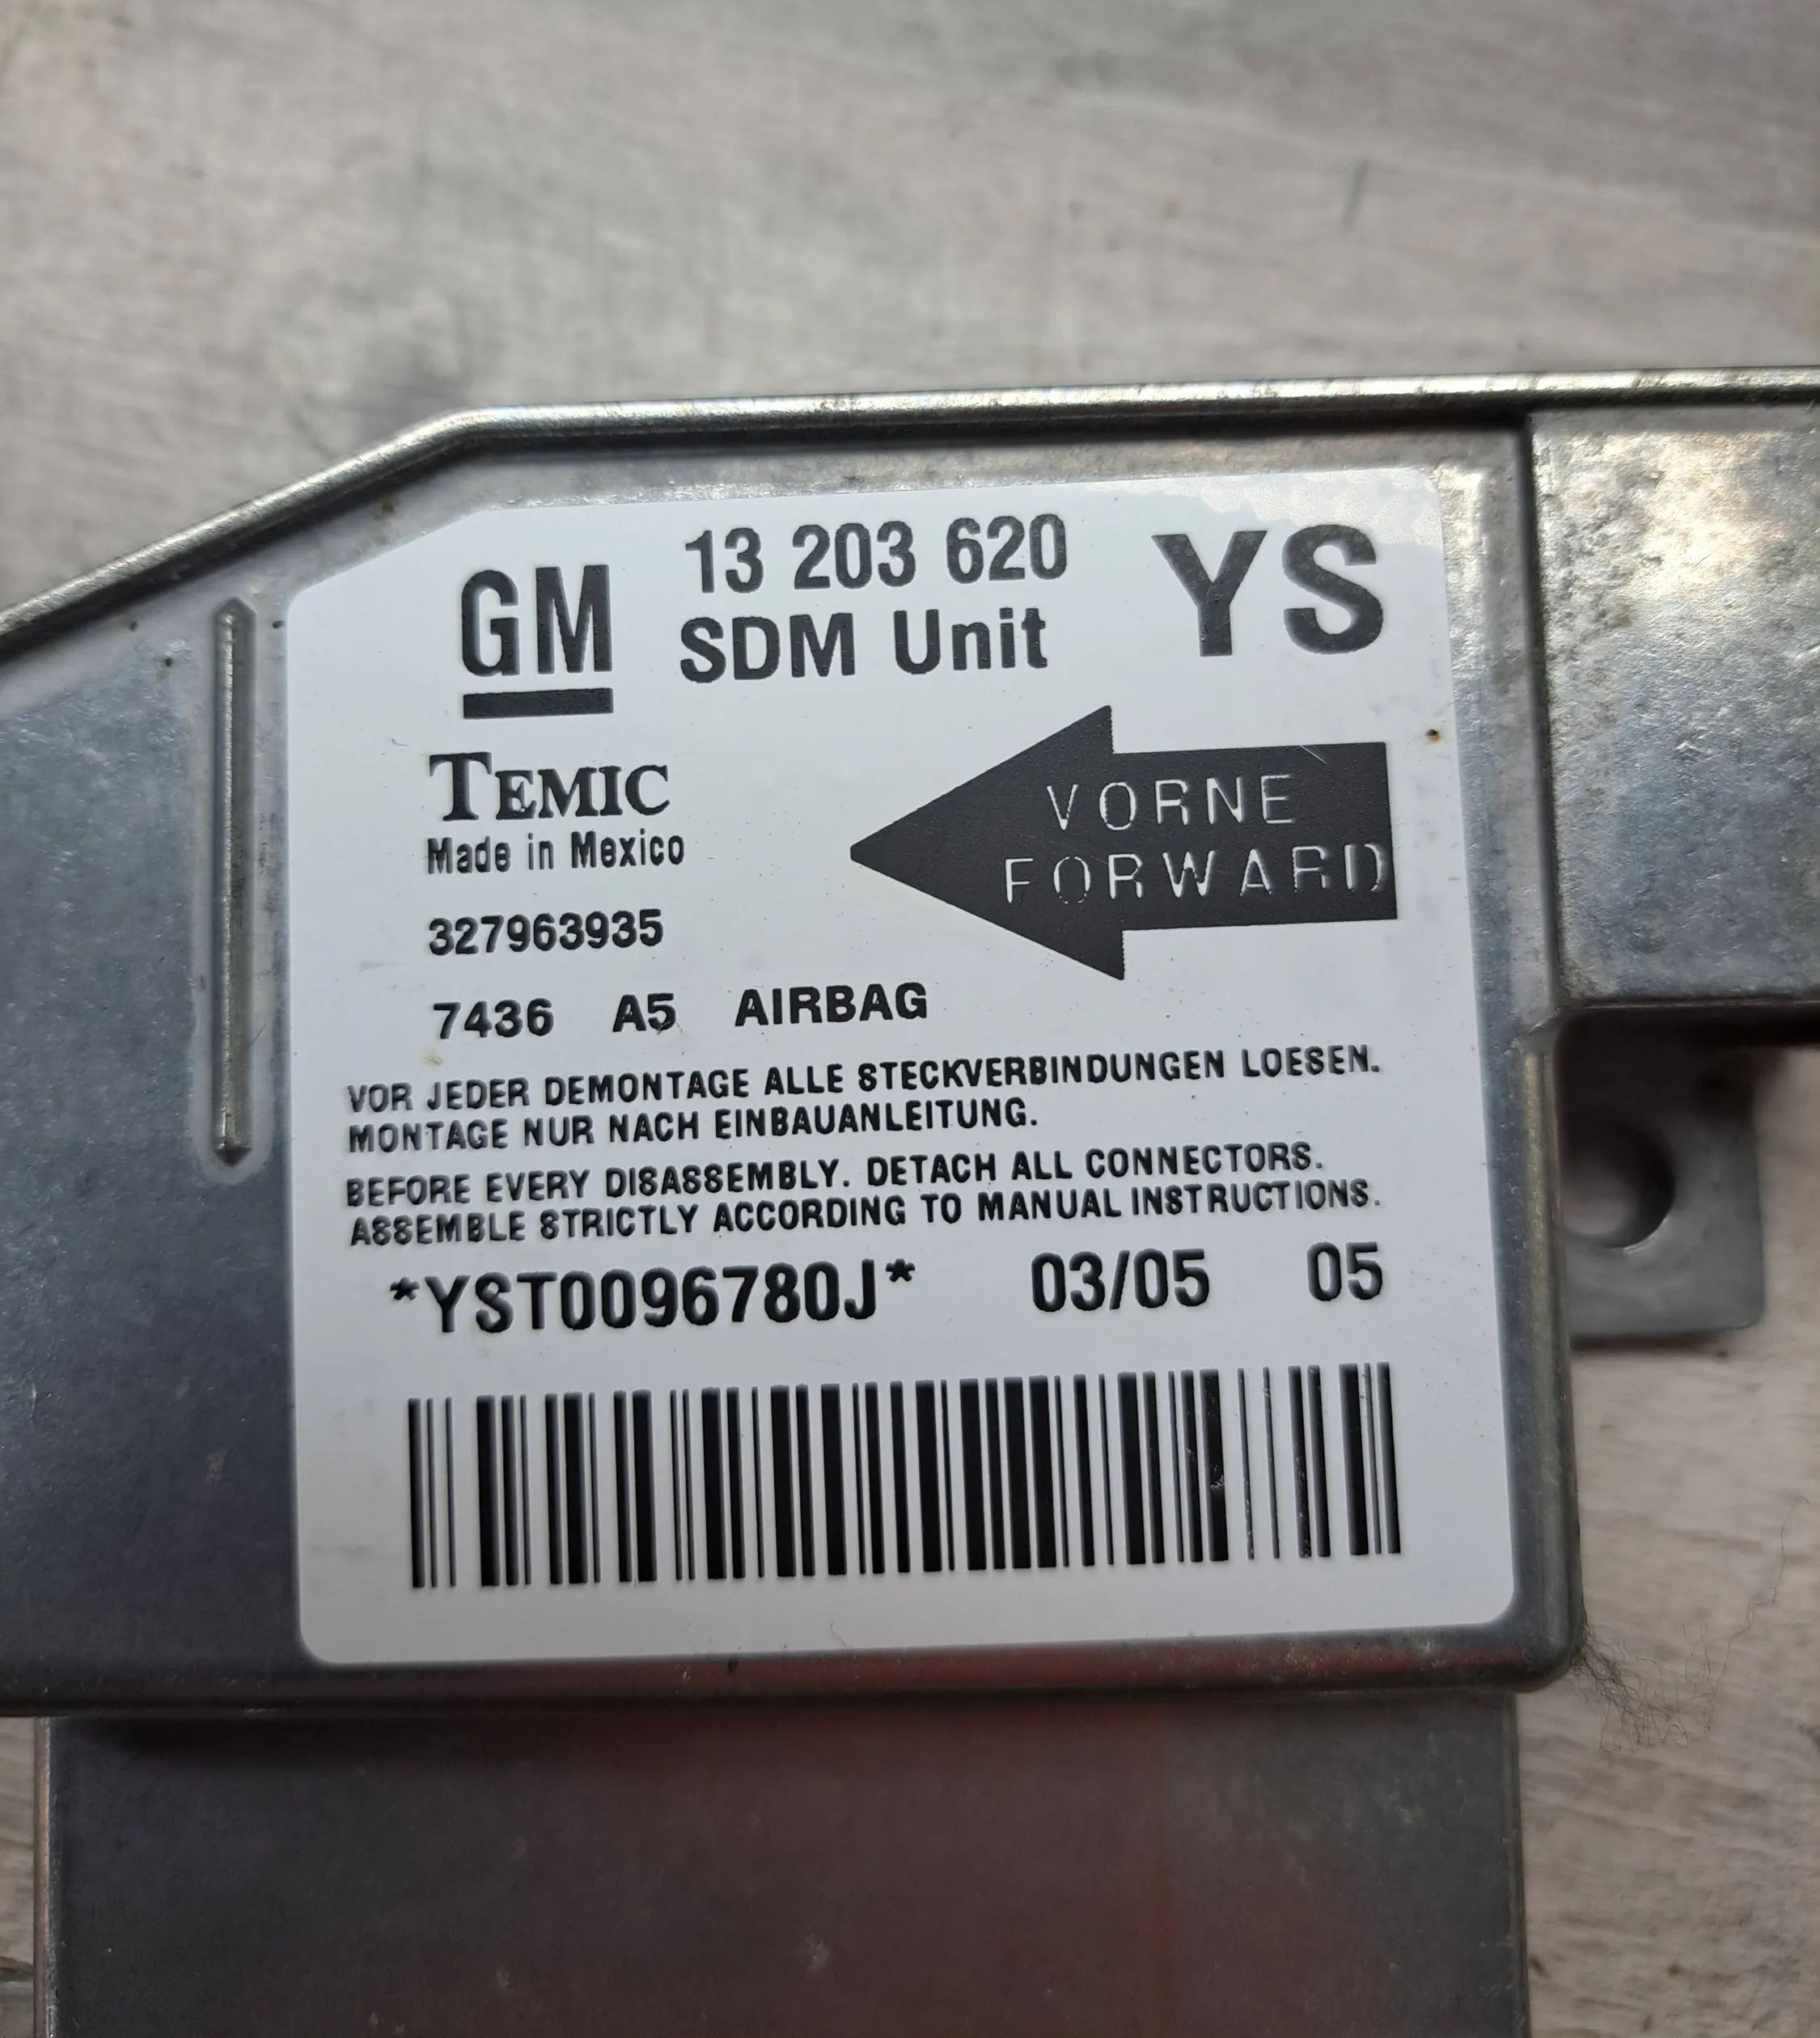 13 203 620 YS
GM SDM Unit
TEMIC
Made in Mexico
VORNE
FORWARD
327963935
7436 A5 AIRBAG
VOR JEDER DEMONTAGE ALLE STECKVERBINDUNGEN LOESEN.
MONTAGE NUR NACH EINBAUANLEITUNG.
BEFORE EVERY DISASSEMBLY. DETACH ALL CONNECTORS.
ASSEMBLE STRICTLY ACCORDING TO MANUAL INSTRUCTIONS.
*YST0096780J* 03/05 05